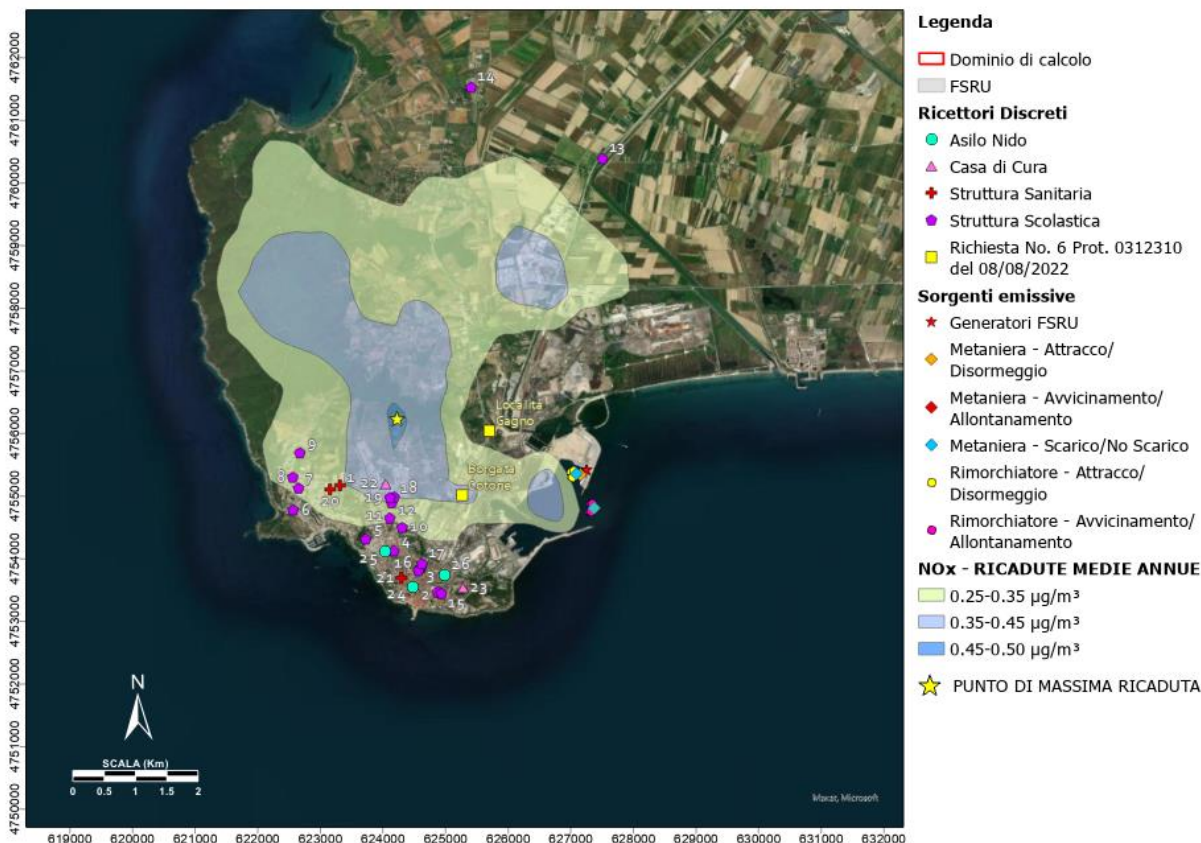 4762000
4761000
4760000
4759000
4758000
4757000
4756000
4755000
4754000
4753000
4752000
4751000
4750000
14
13
Località
Gagno
Borgata
Cotone
9
8
7
1
20
6
22
18
19
12
11
10
5
4
25
16
17
21
3
26
24
2
23
15
N
SCALA (Km)
0 0.5 1 1.5 2
Maxar, Microsoft
619000 620000 621000 622000 623000 624000 625000 626000 627000 628000 629000 630000 631000 632000
Legenda
Dominio di calcolo
FSRU
Ricettori Discreti
Asilo Nido
Casa di Cura
Struttura Sanitaria
Struttura Scolastica
Richiesta No. 6 Prot. 0312310
del 08/08/2022
Sorgenti emissive
Generatori FSRU
Metaniera - Attracco/
Disormeggio
Metaniera - Avvicinamento/
Allontanamento
Metaniera - Scarico/No Scarico
Rimorchiatore - Attracco/
Disormeggio
Rimorchiatore - Avvicinamento/
Allontanamento
NOx - RICADUTE MEDIE ANNUE
0.25-0.35 µg/m³
0.35-0.45 µg/m³
0.45-0.50 µg/m³
PUNTO DI MASSIMA RICADUTA